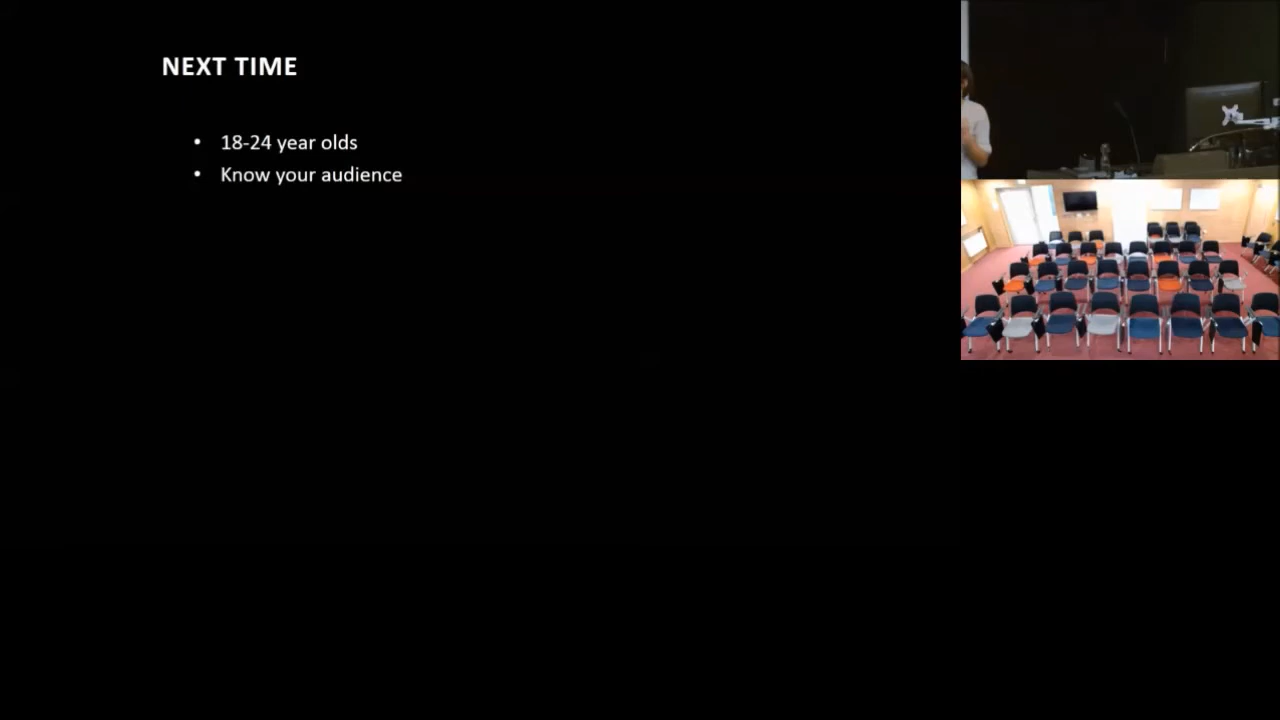 NEXT TIME
• 18-24 year olds
• Know your audience